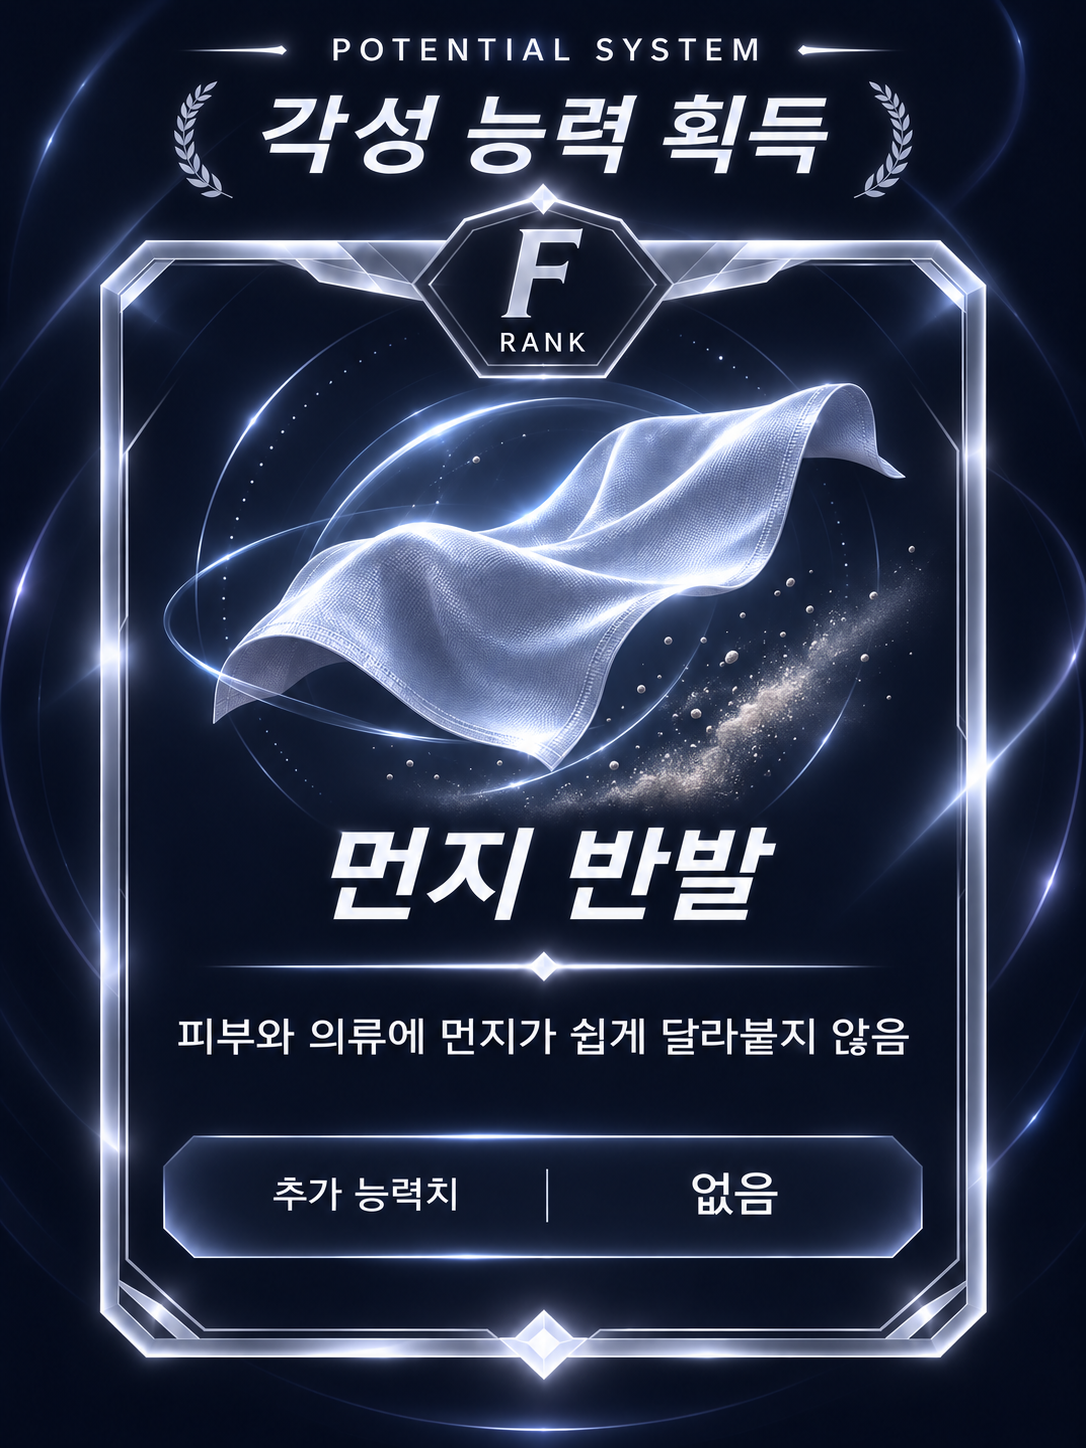 POTENTIAL SYSTEM
각성 능력 획득
F
RANK
먼지 반발
피부와 의류에 먼지가 쉽게 달라붙지 않음
추가 능력치 없음